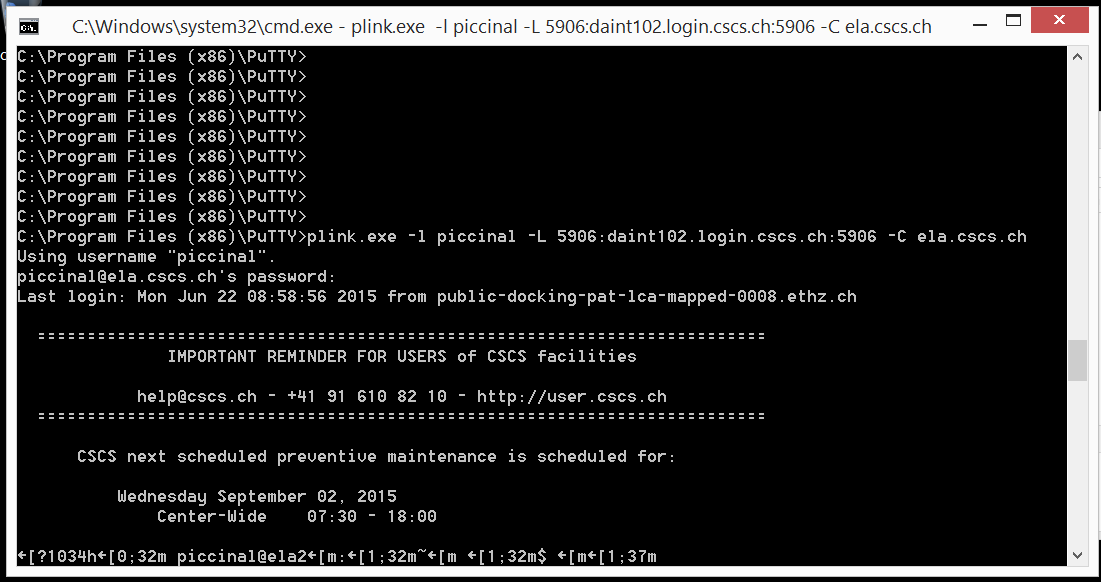 C:\Windows\system32\cmd.exe - plink.exe  -l piccinal -L 5906:daint102.login.cscs.ch:5906 -C ela.cscs.ch
C:\Program Files (x86)\PuTTY>
C:\Program Files (x86)\PuTTY>
C:\Program Files (x86)\PuTTY>
C:\Program Files (x86)\PuTTY>
C:\Program Files (x86)\PuTTY>
C:\Program Files (x86)\PuTTY>
C:\Program Files (x86)\PuTTY>
C:\Program Files (x86)\PuTTY>
C:\Program Files (x86)\PuTTY>
C:\Program Files (x86)\PuTTY>plink.exe -l piccinal -L 5906:daint102.login.cscs.ch:5906 -C ela.cscs.ch
Using username "piccinal".
piccinal@ela.cscs.ch's password:
Last login: Mon Jun 22 08:58:56 2015 from public-docking-pat-lca-mapped-0008.ethz.ch
=========================================================================
IMPORTANT REMINDER FOR USERS of CSCS facilities
help@cscs.ch - +41 91 610 82 10 - http://user.cscs.ch
=========================================================================
CSCS next scheduled preventive maintenance is scheduled for:
Wednesday September 02, 2015
Center-Wide    07:30 - 18:00
←[?1034h←[0;32m piccinal@ela2←[m:←[1;32m~←[m ←[1;32m$ ←[m←[1;37m